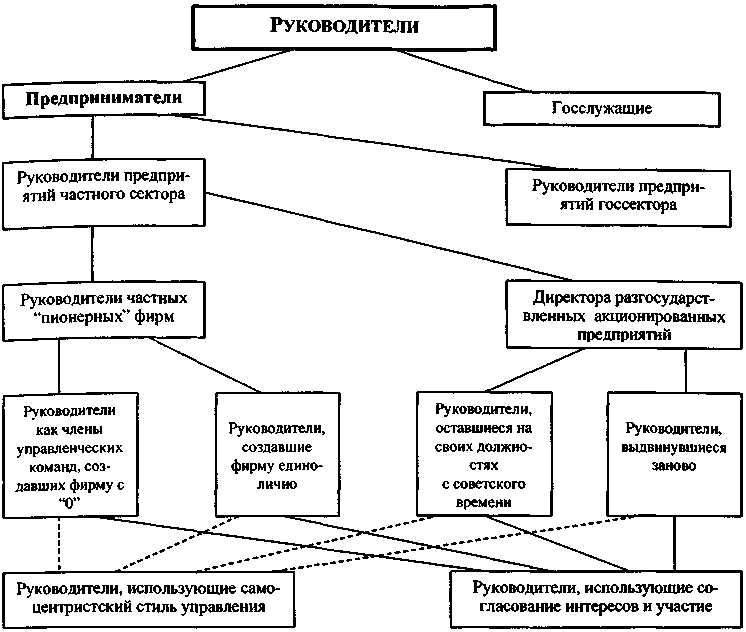 РУКОВОДИТЕЛИ
Предприниматели
Госслужащие
Руководители предпри-
ятий частного сектора
Руководители предпри-
ятий госсектора
Руководители частных
“пионерных” фирм
Директора разгосударст-
вленных акционированных
предприятий
Руководители
как члены
управленческих
команд, соз-
давших фирму с
“0”
Руководители,
создавшие
фирму едино-
лично
Руководители,
оставшиеся на
своих должно-
стях
с советского
времени
Руководители,
выдвинувшиеся
заново
Руководители, использующие само-
центристский стиль управления
Руководители, использующие со-
гласование интересов и участие